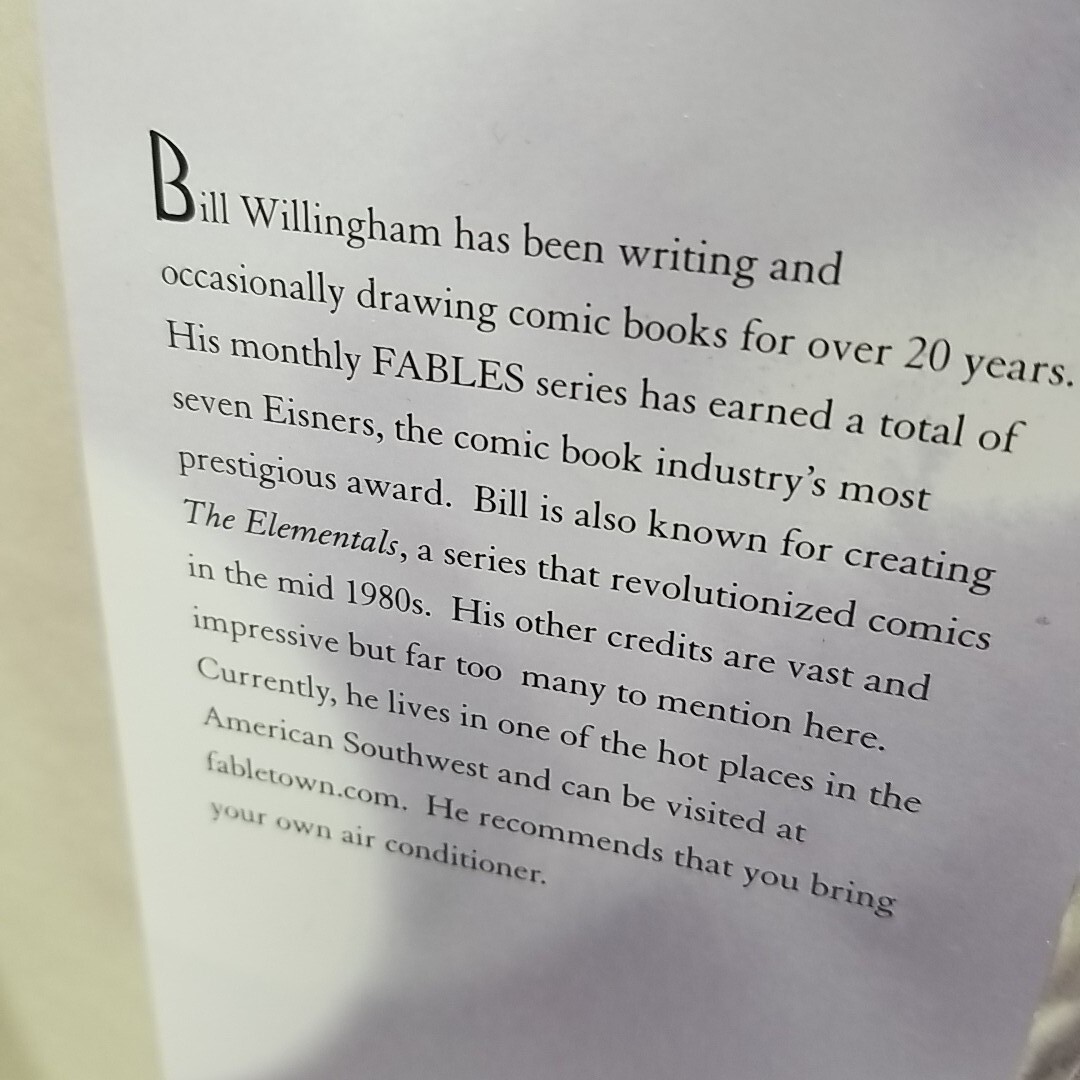 Bill Willingham has been writing and
occasionally drawing comic books for over 20 years.
His monthly FABLES series has earned a total of
seven Eisners, the comic book industry's most
prestigious award. Bill is also known for creating
The Elementals, a series that revolutionized comics
in the mid 1980s. His other credits are vast and
impressive but far too many to mention here.
Currently, he lives in one of the hot places in the
American Southwest and can be visited at
fabletown.com. He recommends that you bring
your own air conditioner.